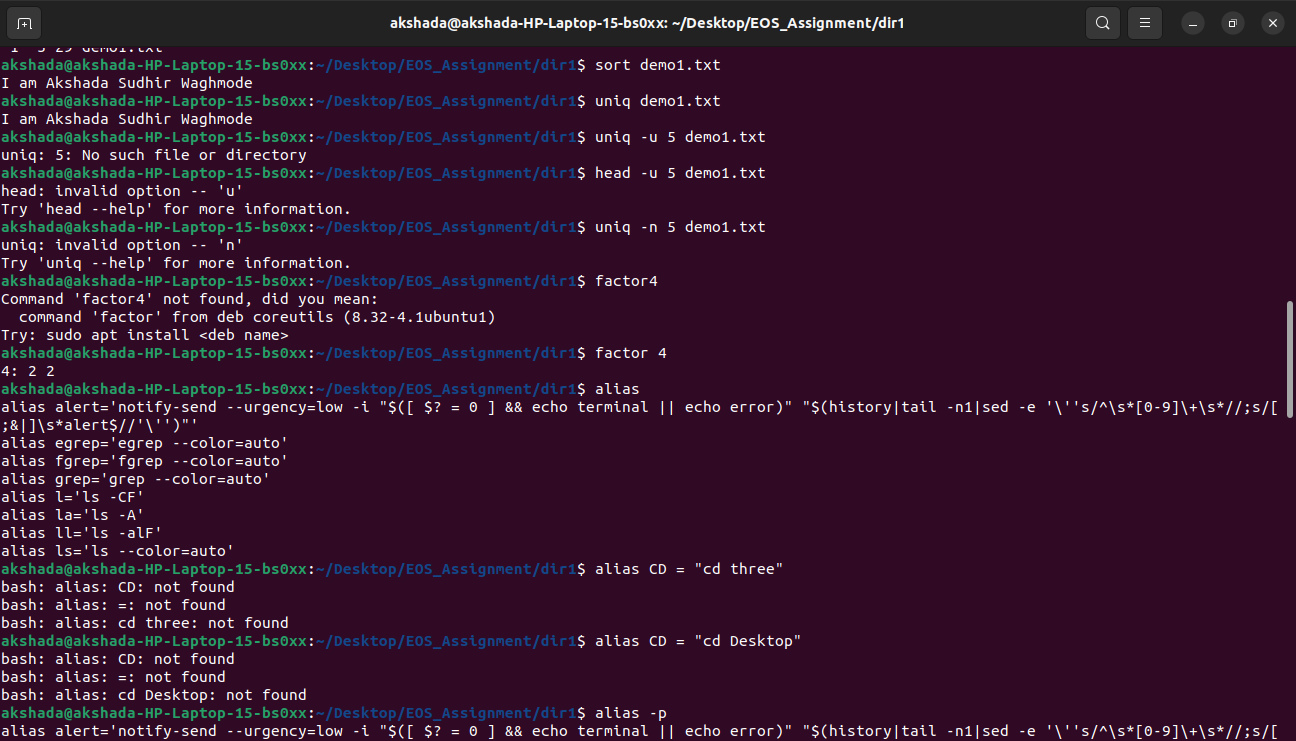 akshada@akshada-HP-Laptop-15-bs0xx: ~/Desktop/EOS_Assignment/dir1
1  3 29 demo1.txt
akshada@akshada-HP-Laptop-15-bs0xx:~/Desktop/EOS_Assignment/dir1$ sort demo1.txt
I am Akshada Sudhir Waghmode
akshada@akshada-HP-Laptop-15-bs0xx:~/Desktop/EOS_Assignment/dir1$ uniq demo1.txt
I am Akshada Sudhir Waghmode
akshada@akshada-HP-Laptop-15-bs0xx:~/Desktop/EOS_Assignment/dir1$ uniq -u 5 demo1.txt
uniq: 5: No such file or directory
akshada@akshada-HP-Laptop-15-bs0xx:~/Desktop/EOS_Assignment/dir1$ head -u 5 demo1.txt
head: invalid option -- 'u'
Try 'head --help' for more information.
akshada@akshada-HP-Laptop-15-bs0xx:~/Desktop/EOS_Assignment/dir1$ uniq -n 5 demo1.txt
uniq: invalid option -- 'n'
Try 'uniq --help' for more information.
akshada@akshada-HP-Laptop-15-bs0xx:~/Desktop/EOS_Assignment/dir1$ factor4
Command 'factor4' not found, did you mean:
  command 'factor' from deb coreutils (8.32-4.1ubuntu1)
Try: sudo apt install <deb name>
akshada@akshada-HP-Laptop-15-bs0xx:~/Desktop/EOS_Assignment/dir1$ factor 4
4: 2 2
akshada@akshada-HP-Laptop-15-bs0xx:~/Desktop/EOS_Assignment/dir1$ alias
alias alert='notify-send --urgency=low -i "$([ $? = 0 ] && echo terminal || echo error)" "$(history|tail -n1|sed -e '\''s/^\s*[0-9]\+\s*//;s/[
;&|]\s*alert$//'\'')"'
alias egrep='egrep --color=auto'
alias fgrep='fgrep --color=auto'
alias grep='grep --color=auto'
alias l='ls -CF'
alias la='ls -A'
alias ll='ls -alF'
alias ls='ls --color=auto'
akshada@akshada-HP-Laptop-15-bs0xx:~/Desktop/EOS_Assignment/dir1$ alias CD = "cd three"
bash: alias: CD: not found
bash: alias: =: not found
bash: alias: cd three: not found
akshada@akshada-HP-Laptop-15-bs0xx:~/Desktop/EOS_Assignment/dir1$ alias CD = "cd Desktop"
bash: alias: CD: not found
bash: alias: =: not found
bash: alias: cd Desktop: not found
akshada@akshada-HP-Laptop-15-bs0xx:~/Desktop/EOS_Assignment/dir1$ alias -p
alias alert='notify-send --urgency=low -i "$([ $? = 0 ] && echo terminal || echo error)" "$(history|tail -n1|sed -e '\''s/^\s*[0-9]\+\s*//;s/[